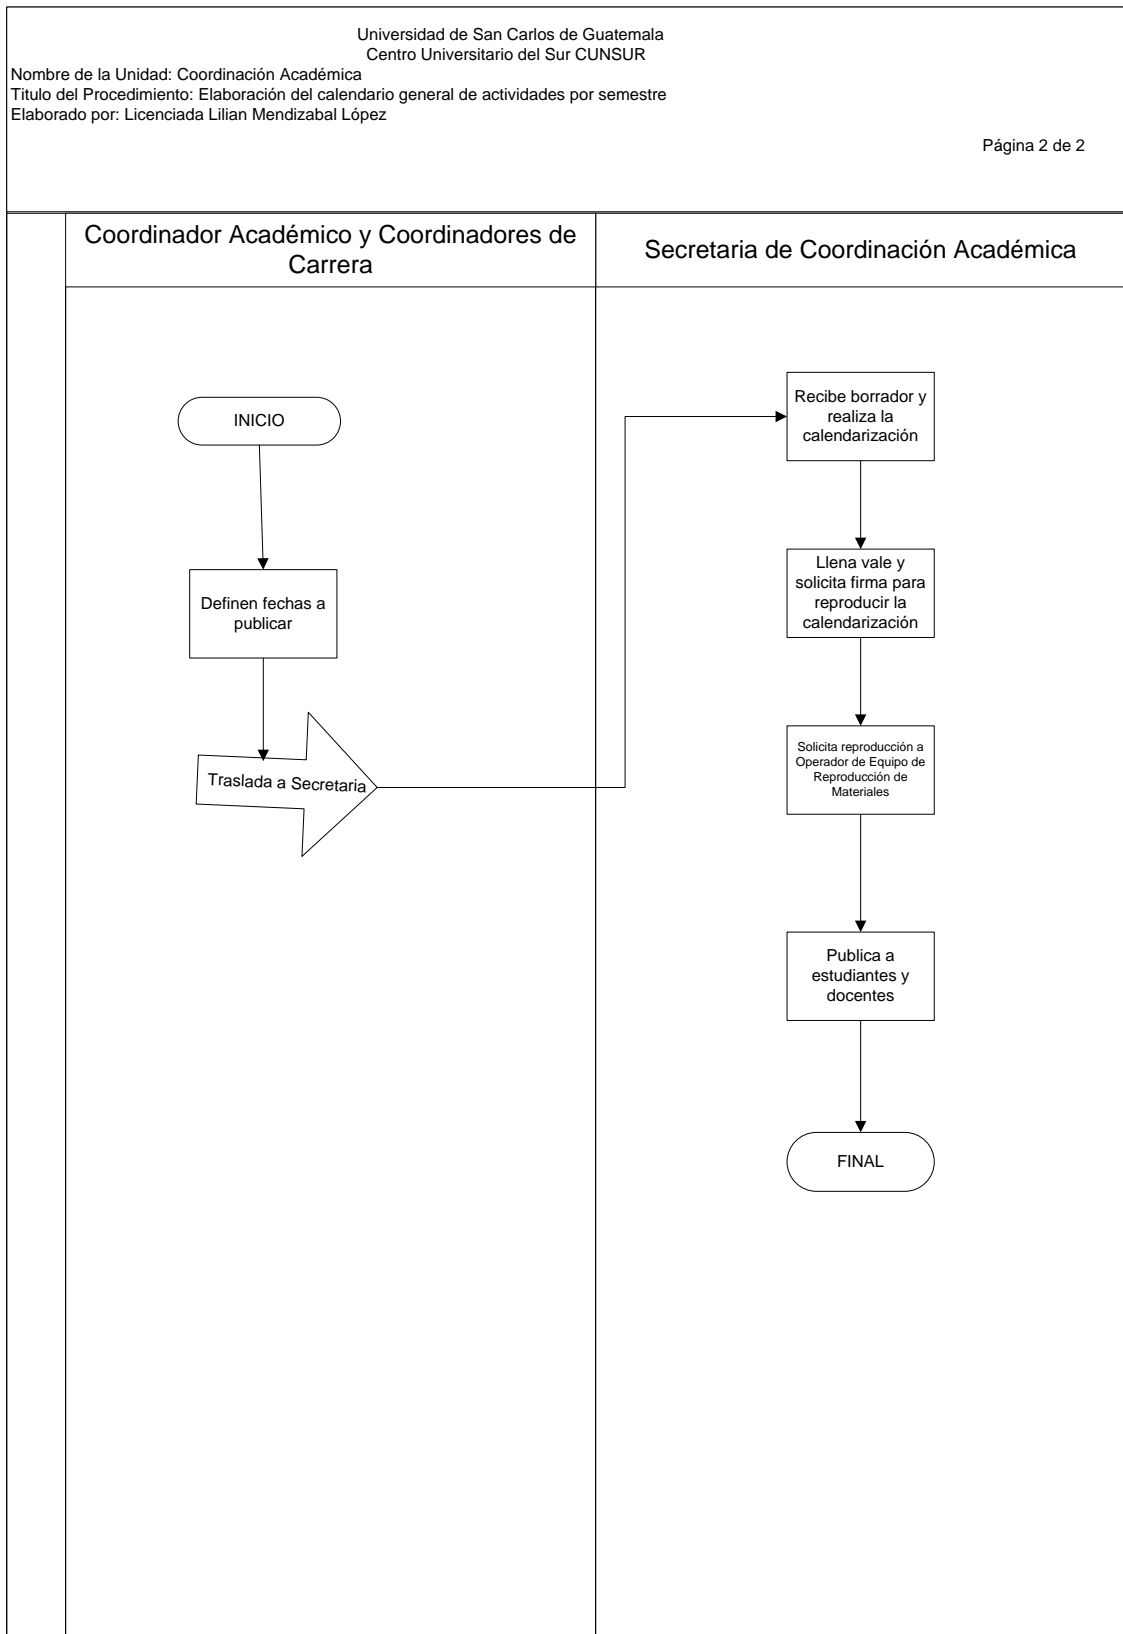 Universidad de San Carlos de Guatemala
Centro Universitario del Sur CUNSUR
Nombre de la Unidad: Coordinación Académica
Titulo del Procedimiento: Elaboración del calendario general de actividades por semestre
Elaborado por: Licenciada Lilian Mendizabal López
Página 2 de 2
Coordinador Académico y Coordinadores de
Carrera
Secretaria de Coordinación Académica
INICIO
Definen fechas a
publicar
Traslada a Secretaria
Recibe borrador y
realiza la
calendarización
Llena vale y
solicita firma para
reproducir la
calendarización
Solicita reproducción a
Operador de Equipo de
Reproducción de
Materiales
Publica a
estudiantes y
docentes
FINAL